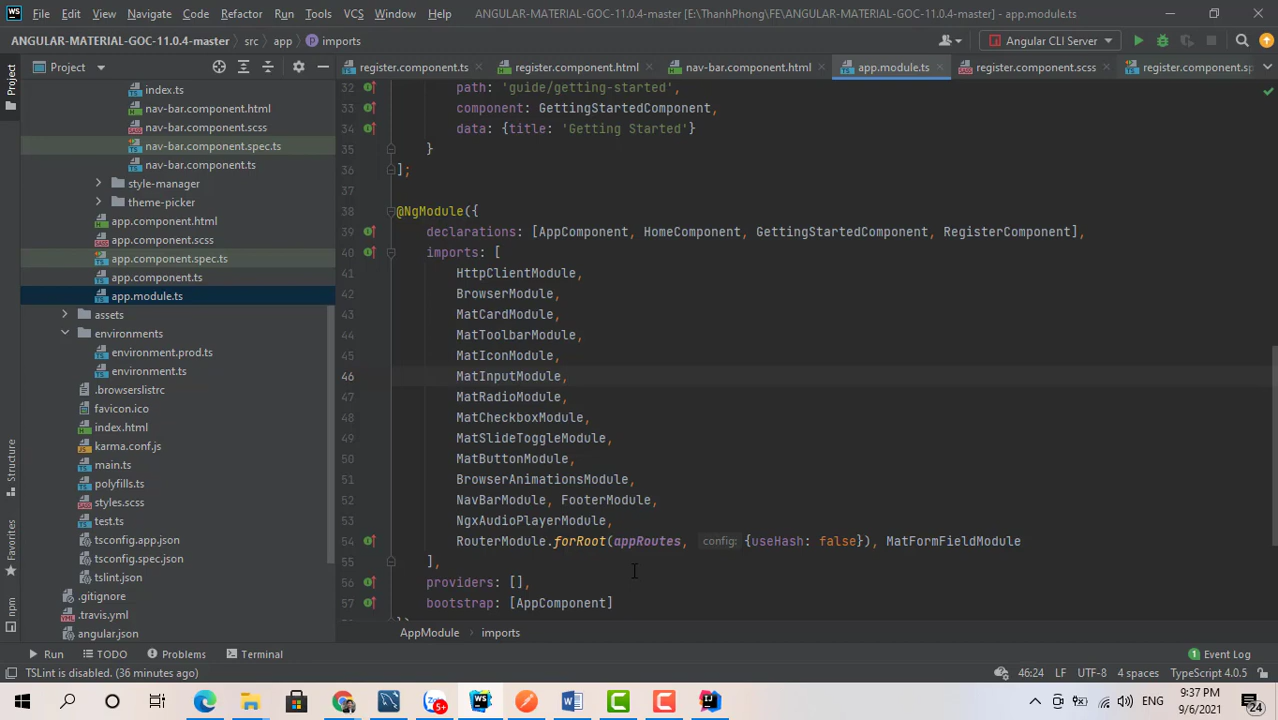 WS File Edit View Navigate Code Refactor Run Tools VCS Window Help ANGULAR-MATERIAL-GOC-11.0.4-master [E:\ThanhPhong\FE\ANGULAR-MATERIAL-GOC-11.0.4-master] - app.module.ts
ANGULAR-MATERIAL-GOC-11.0.4-master src app imports Angular CLI Server
Project
Project register.component.ts register.component.html nav-bar.component.html app.module.ts register.component.scss register.component.sp
index.ts
nav-bar.component.html
nav-bar.component.scss
nav-bar.component.spec.ts
nav-bar.component.ts
style-manager
theme-picker
app.component.html
app.component.scss
app.component.spec.ts
app.component.ts
app.module.ts
assets
environments
environment.prod.ts
environment.ts
.browserslistrc
favicon.ico
index.html
karma.conf.js
main.ts
polyfills.ts
styles.scss
test.ts
tsconfig.app.json
tsconfig.spec.json
tslint.json
.gitignore
.travis.yml
angular.json
Structure
Favorites
npm
32 path: 'guide/getting-started',
33 component: GettingStartedComponent,
34 data: {title: 'Getting Started'}
35 }
36 ];
37
38 @NgModule({
39 declarations: [AppComponent, HomeComponent, GettingStartedComponent, RegisterComponent],
40 imports: [
41 HttpClientModule,
42 BrowserModule,
43 MatCardModule,
44 MatToolbarModule,
45 MatIconModule,
46 MatInputModule,
47 MatRadioModule,
48 MatCheckboxModule,
49 MatSlideToggleModule,
50 MatButtonModule,
51 BrowserAnimationsModule,
52 NavBarModule, FooterModule,
53 NgxAudioPlayerModule,
54 RouterModule.forRoot(appRoutes, config: {useHash: false}), MatFormFieldModule
55 ],
56 providers: [],
57 bootstrap: [AppComponent]
AppModule imports
Run TODO Problems Terminal Event Log
TSLint is disabled. (36 minutes ago) 46:24 LF UTF-8 4 spaces TypeScript 4.0.5
5+ WS W ENG 9:37 PM
9/6/2021 24